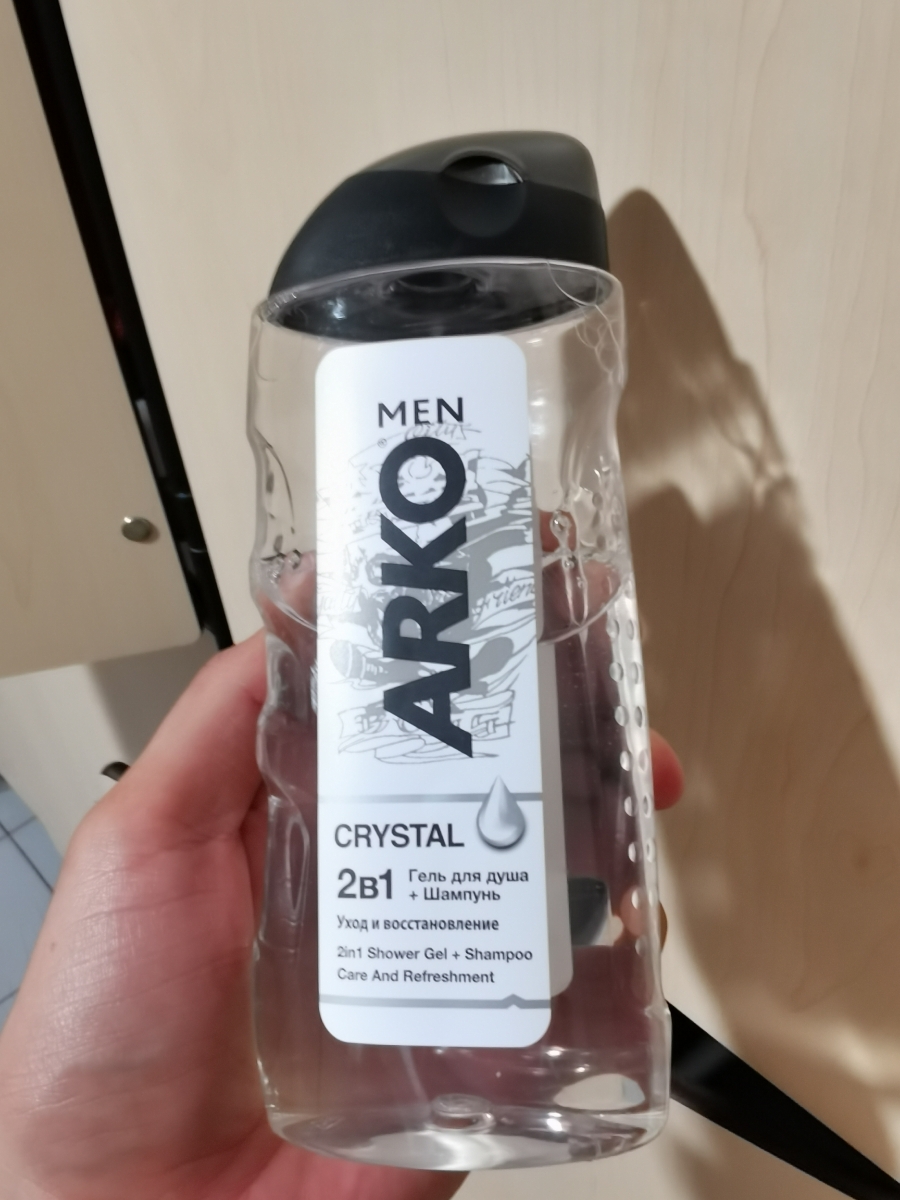 MEN
ARKO
®
CRYSTAL
2в1 Гель для душа
+ Шампунь
Уход и восстановление
2in1 Shower Gel + Shampoo
Care And Refreshment